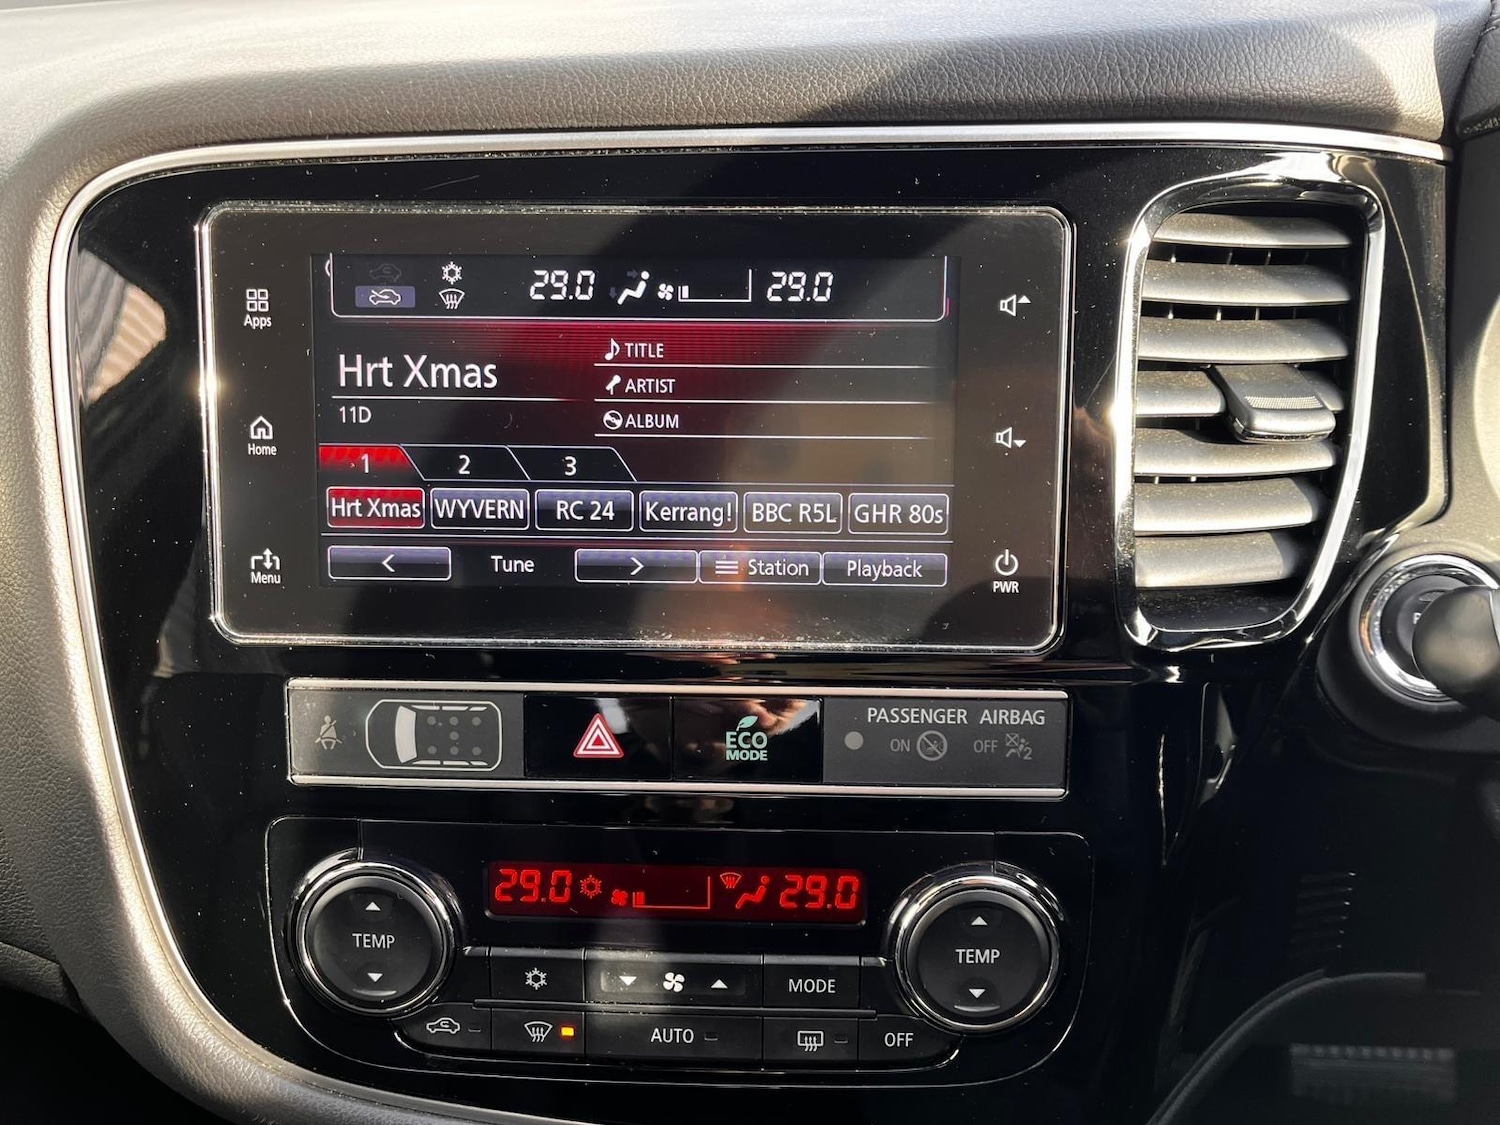 29.0 29.0
Apps
Hrt Xmas
TITLE
ARTIST
11D
ALBUM
Home
1 2 3
Hrt Xmas WYVERN RC 24 Kerrang! BBC R5L GHR 80s
< Tune > Station Playback
Menu
PWR
PASSENGER AIRBAG
ON OFF 2
ECO
MODE
29.0 29.0
TEMP
TEMP
MODE
AUTO
OFF